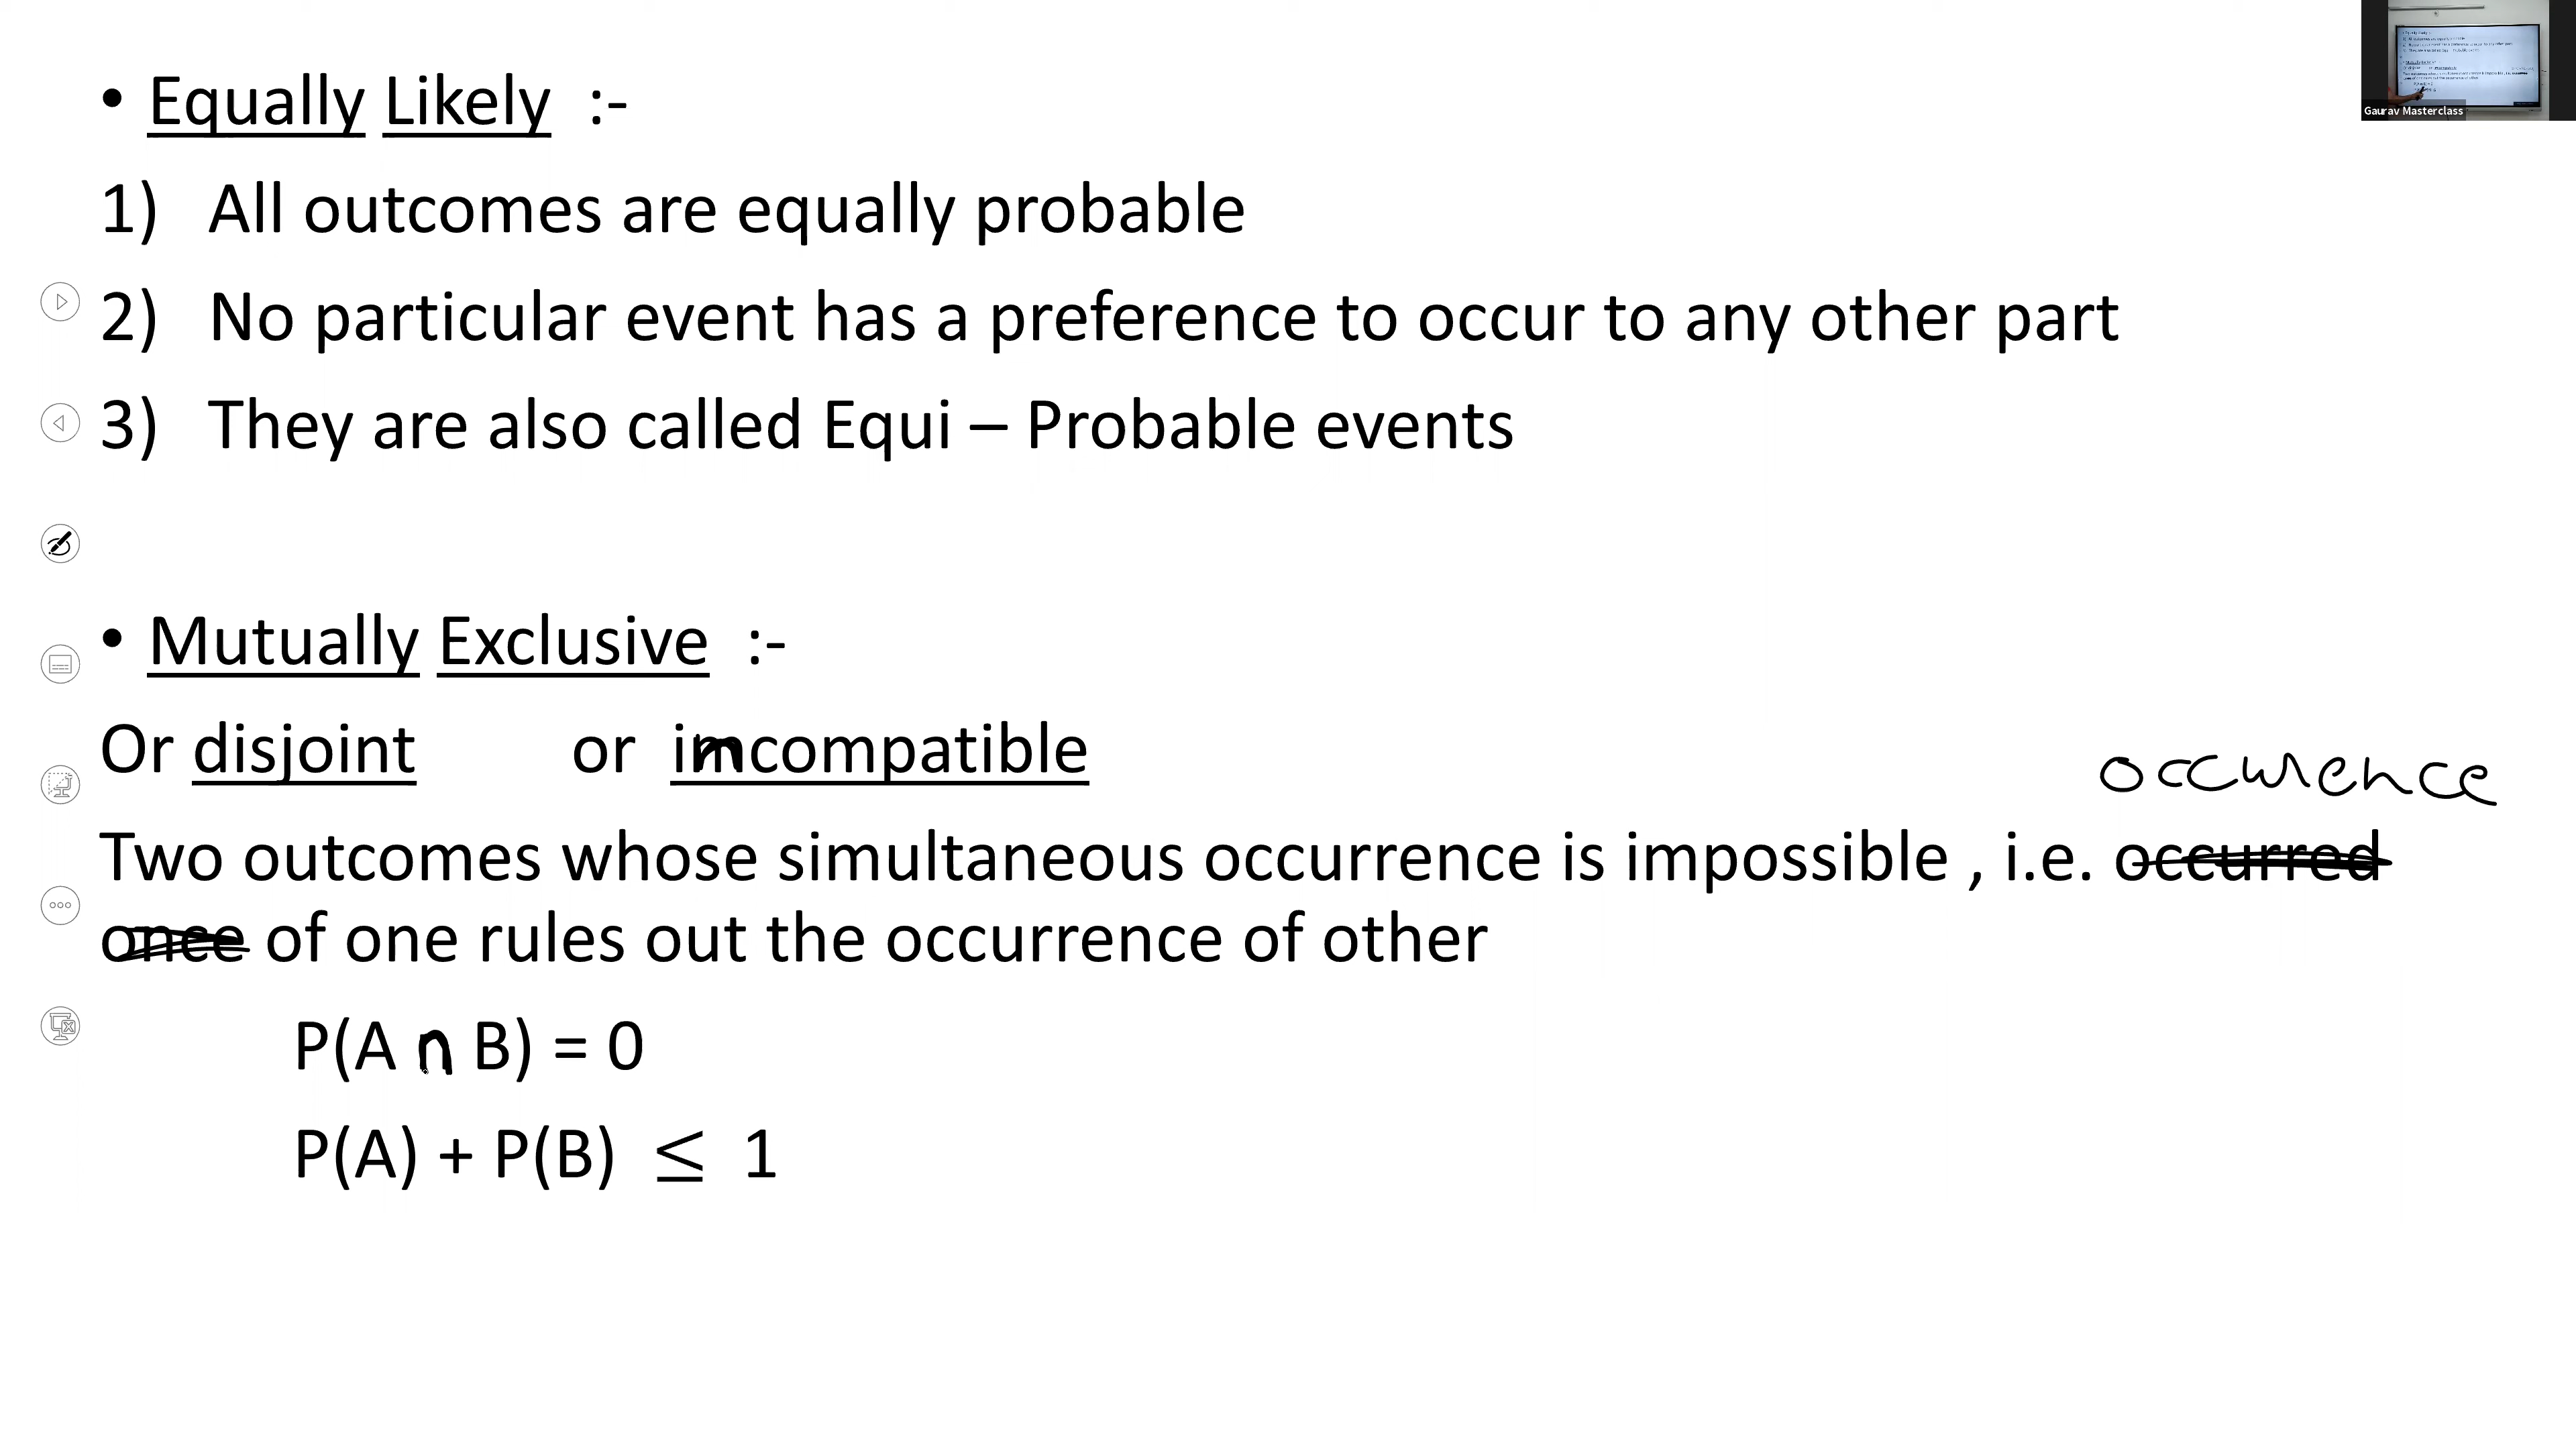 • Equally Likely :-
1) All outcomes are equally probable
2) No particular event has a preference to occur to any other part
3) They are also called Equi – Probable events
• Mutually Exclusive :-
Or disjoint or incompatible
occurence
Two outcomes whose simultaneous occurrence is impossible , i.e. occurred
once of one rules out the occurrence of other
P(A ∩ B) = 0
P(A) + P(B) ≤ 1
Gaurav Masterclass